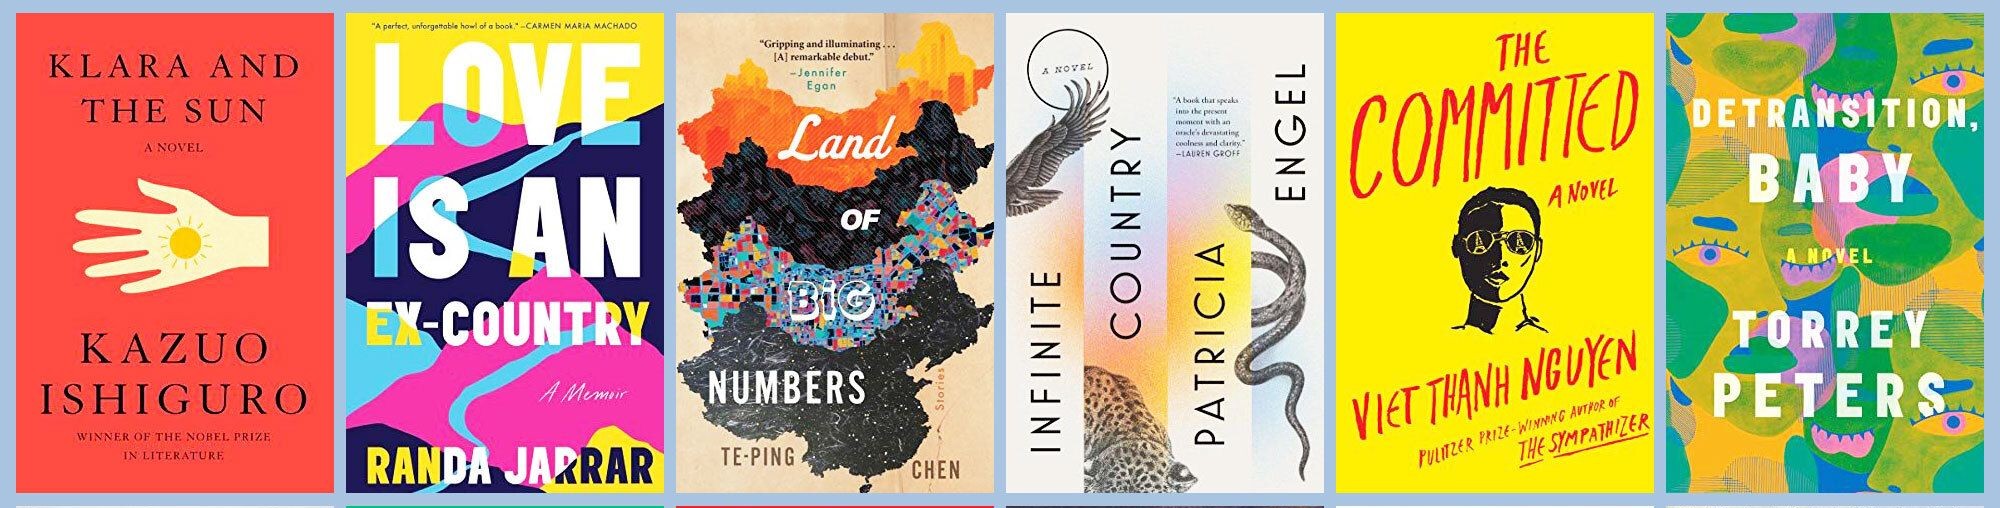 KLARA AND
THE SUN
A NOVEL
KAZUO
ISHIGURO
WINNER OF THE NOBEL PRIZE
IN LITERATURE
"A perfect, unforgettable howl of a book." —CARMEN MARIA MACHADO
LOVE
IS AN
EX-COUNTRY
A Memoir
RANDA JARRAR
"Gripping and illuminating . . .
[A] remarkable debut."
—Jennifer
Egan
Land
OF
BIG
NUMBERS
Stories
TE-PING
CHEN
A NOVEL
"A book that speaks
into the present
moment with an
oracle's devastating
coolness and clarity."
—LAUREN GROFF
INFINITE
COUNTRY
PATRICIA
ENGEL
THE
COMMITTED
A NOVEL
VIET THANH NGUYEN
PULITZER PRIZE-WINNING AUTHOR OF
THE SYMPATHIZER
DETRANSITION,
BABY
A NOVEL
TORREY
PETERS